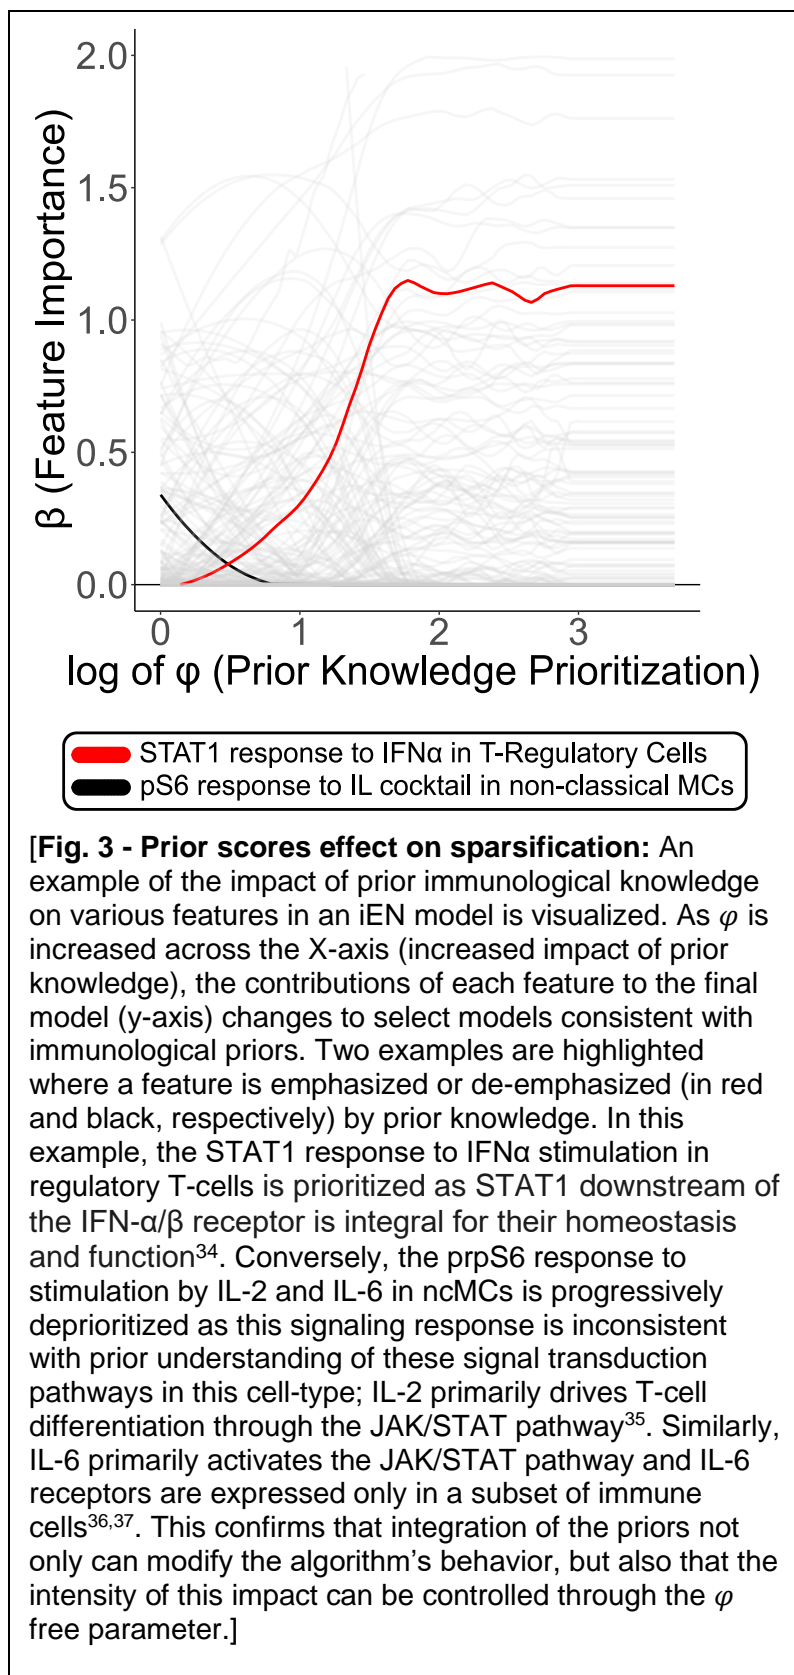 2.0
1.5
1.0
0.5
0.0
β (Feature Importance)
0 1 2 3
log of φ (Prior Knowledge Prioritization)
STAT1 response to IFNα in T-Regulatory Cells
pS6 response to IL cocktail in non-classical MCs
[Fig. 3 - Prior scores effect on sparsification: An
example of the impact of prior immunological knowledge
on various features in an iEN model is visualized. As φ is
increased across the X-axis (increased impact of prior
knowledge), the contributions of each feature to the final
model (y-axis) changes to select models consistent with
immunological priors. Two examples are highlighted
where a feature is emphasized or de-emphasized (in red
and black, respectively) by prior knowledge. In this
example, the STAT1 response to IFNα stimulation in
regulatory T-cells is prioritized as STAT1 downstream of
the IFN-α/β receptor is integral for their homeostasis
and function34. Conversely, the prpS6 response to
stimulation by IL-2 and IL-6 in ncMCs is progressively
deprioritized as this signaling response is inconsistent
with prior understanding of these signal transduction
pathways in this cell-type; IL-2 primarily drives T-cell
differentiation through the JAK/STAT pathway35. Similarly,
IL-6 primarily activates the JAK/STAT pathway and IL-6
receptors are expressed only in a subset of immune
cells36,37. This confirms that integration of the priors not
only can modify the algorithm's behavior, but also that the
intensity of this impact can be controlled through the φ
free parameter.]